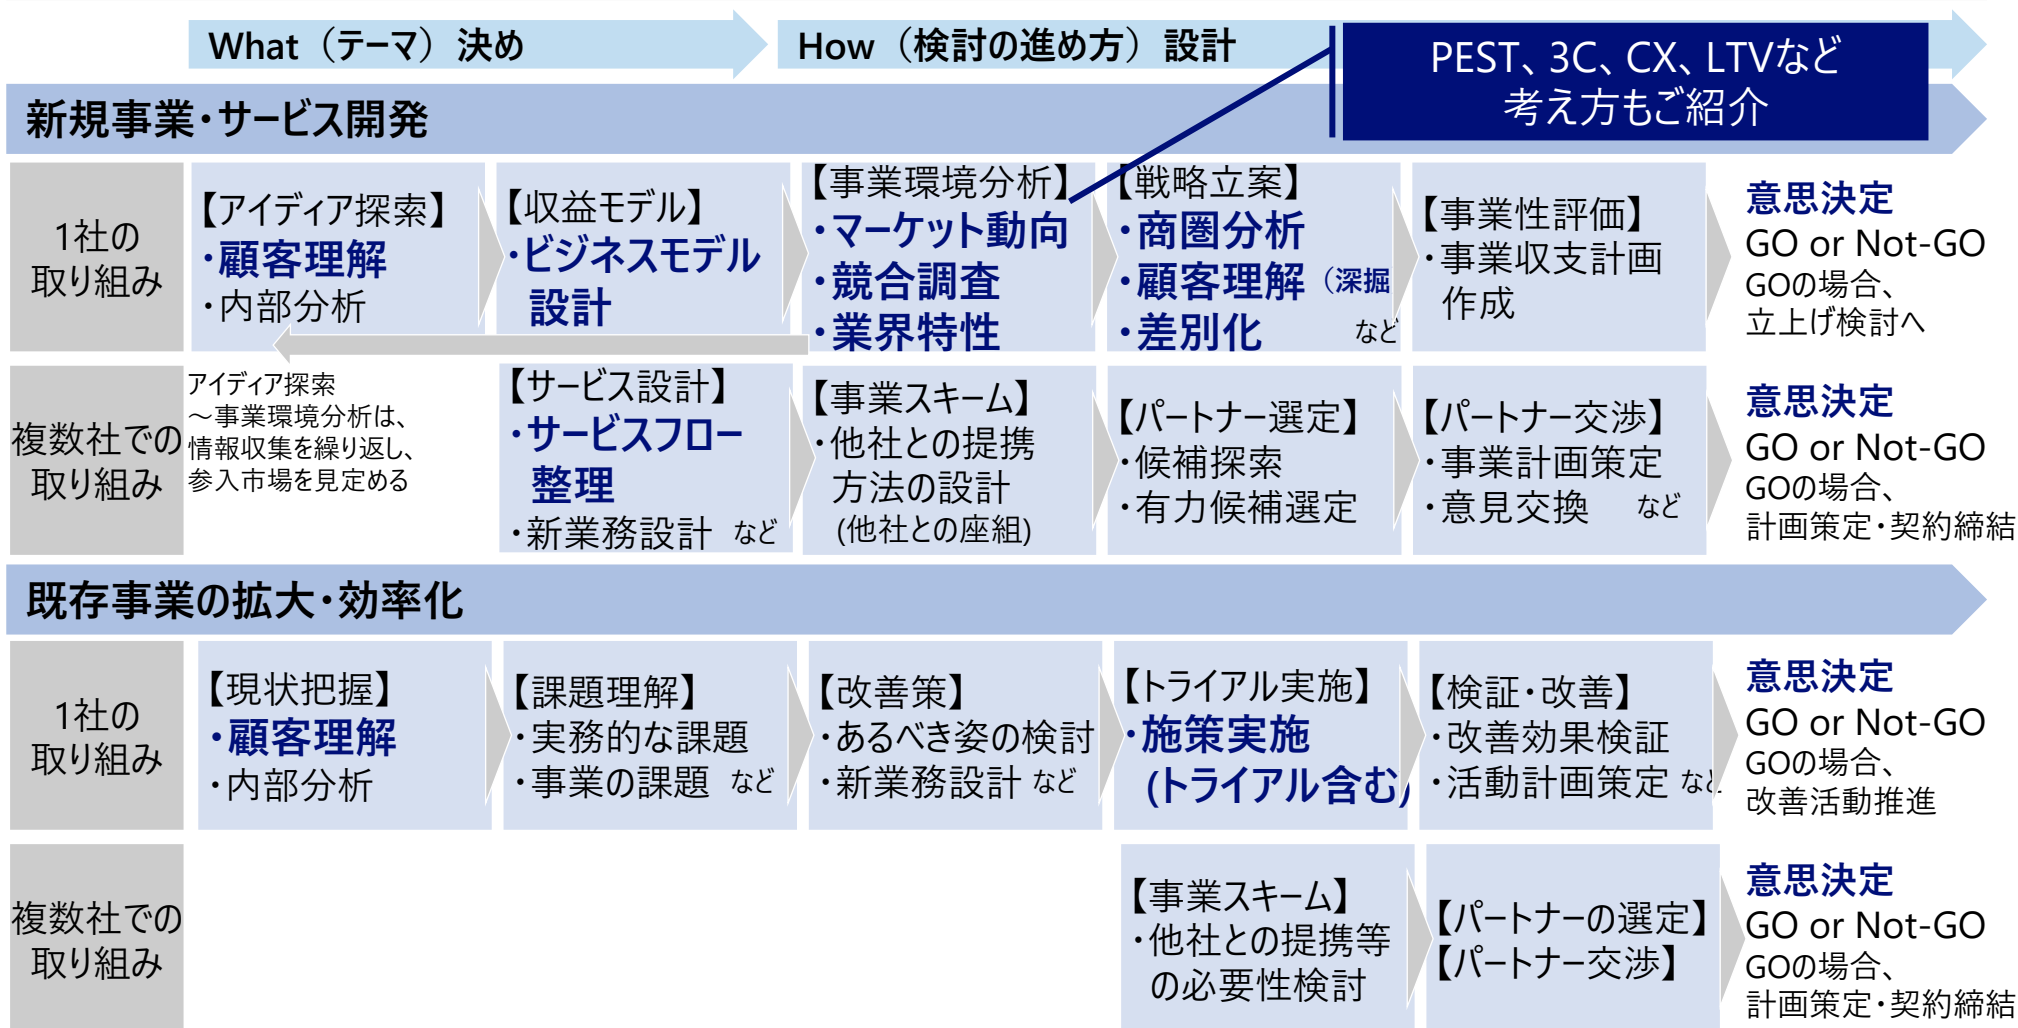 What（テーマ）決め
How（検討の進め方）設計
PEST、3C、CX、LTVなど
考え方もご紹介
新規事業・サービス開発
1社の
取り組み
【アイディア探索】
・顧客理解
・内部分析
【収益モデル】
・ビジネスモデル
設計
【事業環境分析】
・マーケット動向
・競合調査
・業界特性
【戦略立案】
・商圏分析
・顧客理解（深掘
・差別化 など
【事業性評価】
・事業収支計画
作成
意思決定
GO or Not-GO
GOの場合、
立上げ検討へ
複数社での
取り組み
アイディア探索
～事業環境分析は、
情報収集を繰り返し、
参入市場を見定める
【サービス設計】
・サービスフロー
整理
・新業務設計 など
【事業スキーム】
・他社との提携
方法の設計
(他社との座組)
【パートナー選定】
・候補探索
・有力候補選定
【パートナー交渉】
・事業計画策定
・意見交換 など
意思決定
GO or Not-GO
GOの場合、
計画策定・契約締結
既存事業の拡大・効率化
1社の
取り組み
【現状把握】
・顧客理解
・内部分析
【課題理解】
・実務的な課題
・事業の課題 など
【改善策】
・あるべき姿の検討
・新業務設計 など
【トライアル実施】
・施策実施
(トライアル含む)
【検証・改善】
・改善効果検証
・活動計画策定 など
意思決定
GO or Not-GO
GOの場合、
改善活動推進
複数社での
取り組み
【事業スキーム】
・他社との提携等
の必要性検討
【パートナーの選定】
【パートナー交渉】
意思決定
GO or Not-GO
GOの場合、
計画策定・契約締結